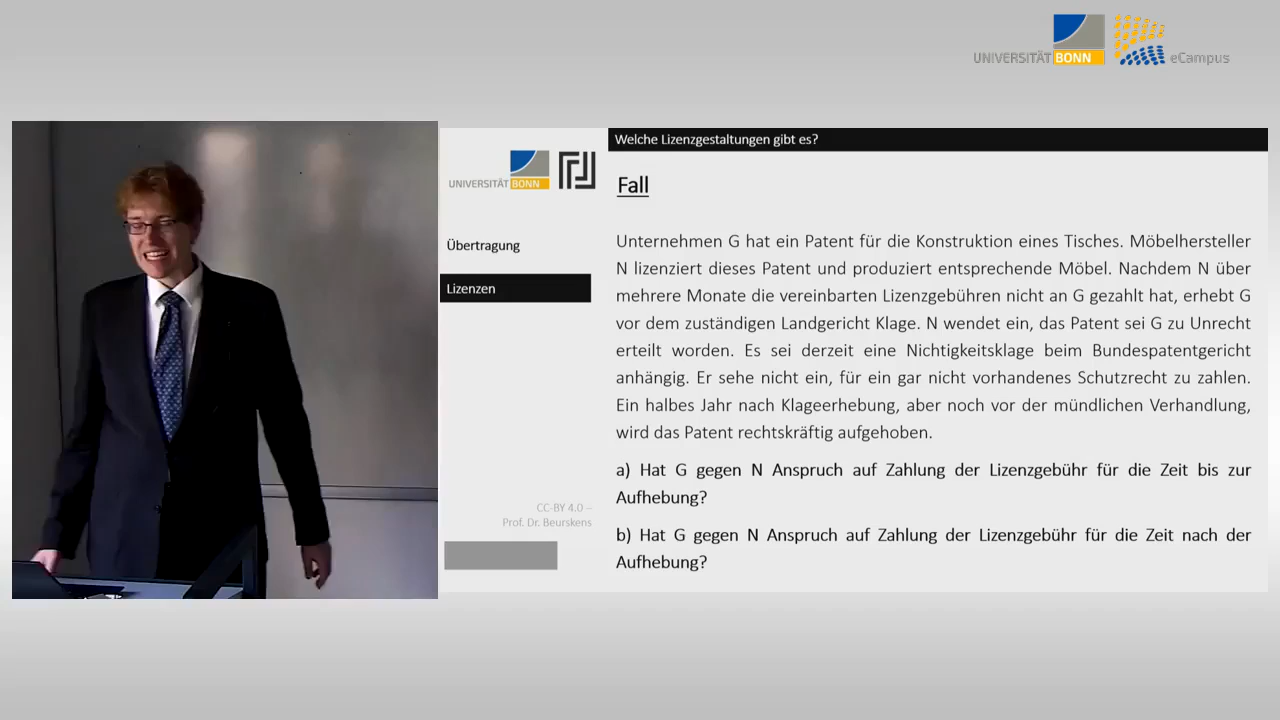 UNIVERSITÄT BONN eCampus
Welche Lizenzgestaltungen gibt es?
UNIVERSITÄT BONN
Fall
Übertragung
Lizenzen
Unternehmen G hat ein Patent für die Konstruktion eines Tisches. Möbelhersteller
N lizenziert dieses Patent und produziert entsprechende Möbel. Nachdem N über
mehrere Monate die vereinbarten Lizenzgebühren nicht an G gezahlt hat, erhebt G
vor dem zuständigen Landgericht Klage. N wendet ein, das Patent sei G zu Unrecht
erteilt worden. Es sei derzeit eine Nichtigkeitsklage beim Bundespatentgericht
anhängig. Er sehe nicht ein, für ein gar nicht vorhandenes Schutzrecht zu zahlen.
Ein halbes Jahr nach Klageerhebung, aber noch vor der mündlichen Verhandlung,
wird das Patent rechtskräftig aufgehoben.
a) Hat G gegen N Anspruch auf Zahlung der Lizenzgebühr für die Zeit bis zur
Aufhebung?
b) Hat G gegen N Anspruch auf Zahlung der Lizenzgebühr für die Zeit nach der
Aufhebung?
CC-BY 4.0 –
Prof. Dr. Beurskens